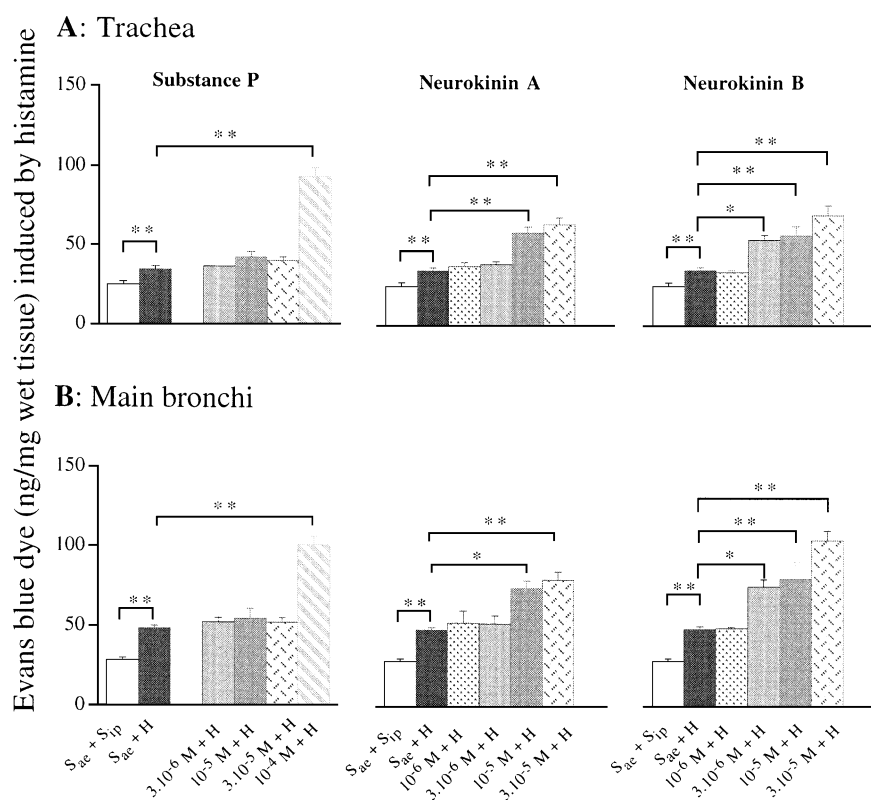 Evans blue dye (ng/mg wet tissue) induced by histamine
A: Trachea
Substance P
Neurokinin A
Neurokinin B
150
100
50
0
**
**
**
**
**
**
*
**
**
B: Main bronchi
150
100
50
0
**
**
**
*
**
**
*
**
**
Sae + S1p
Sae + H
3.10-6 M + H
10-5 M + H
3.10-5 M + H
10-4 M + H
Sae + S1p
Sae + H
10-6 M + H
3.10-6 M + H
10-5 M + H
3.10-5 M + H
Sae + S1p
Sae + H
10-6 M + H
3.10-6 M + H
10-5 M + H
3.10-5 M + H